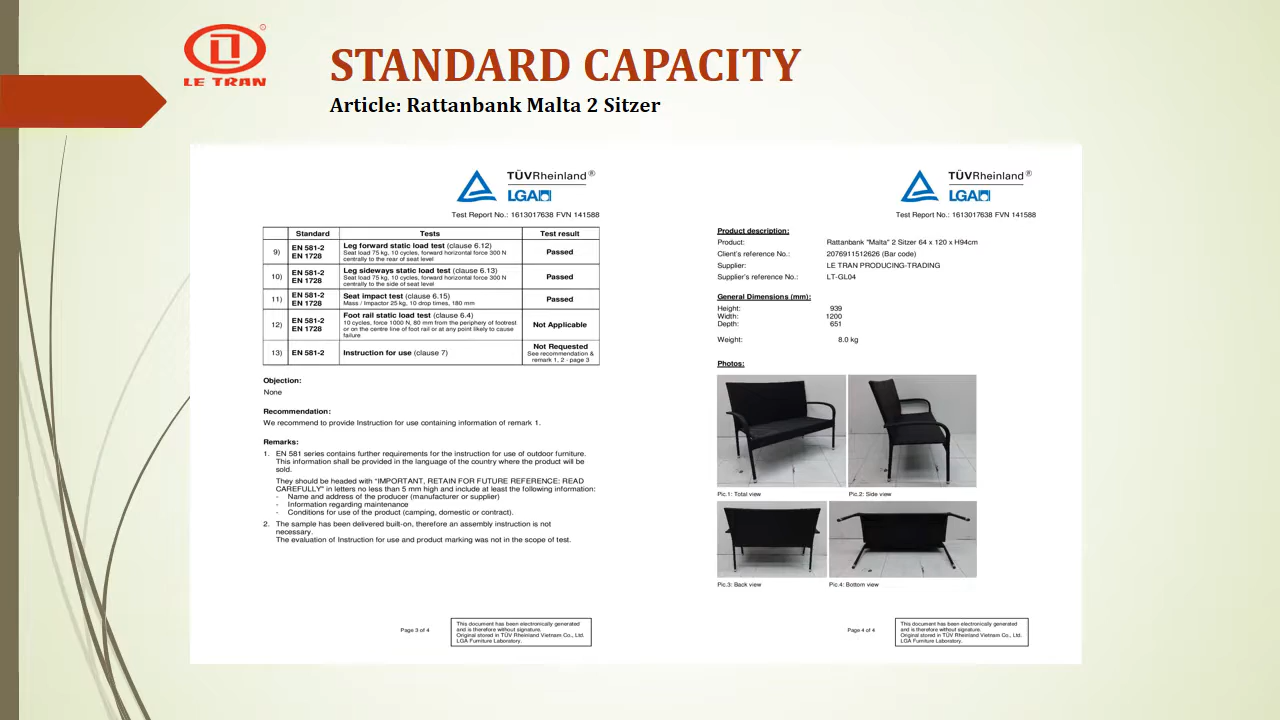 LE TRAN
STANDARD CAPACITY
Article: Rattanbank Malta 2 Sitzer
TÜVRheinland®
LGA
Test Report No.: 1613017638 FVN 141588
Standard Tests Test result
9) EN 581-2 EN 1728 Leg forward static load test (clause 6.12) Passed
Seat load 75 kg, 10 cycles, forward horizontal force 300 N
centrally to the rear of seat level
10) EN 581-2 EN 1728 Leg sideways static load test (clause 6.13) Passed
Seat load 75 kg, 10 cycles, forward horizontal force 300 N
centrally to the side of seat level
11) EN 581-2 EN 1728 Seat impact test (clause 6.15) Passed
Mass / Impactor 25 kg, 10 drop times, 180 mm
12) EN 581-2 EN 1728 Foot rail static load test (clause 6.4) Not Applicable
10 cycles, force 1000 N, 80 mm from the periphery of footrest
or on the centre line of foot rail or at any point likely to cause
failure
13) EN 581-2 Instruction for use (clause 7) Not Requested
See recommendation &
remark 1, 2 - page 3
Objection:
None
Recommendation:
We recommend to provide Instruction for use containing information of remark 1.
Remarks:
1. EN 581 series contains further requirements for the instruction for use of outdoor furniture.
This information shall be provided in the language of the country where the product will be
sold.
They should be headed with "IMPORTANT, RETAIN FOR FUTURE REFERENCE: READ
CAREFULLY" in letters no less than 5 mm high and include at least the following information:
- Name and address of the producer (manufacturer or supplier)
- Information regarding maintenance
- Conditions for use of the product (camping, domestic or contract).
2. The sample has been delivered built-on, therefore an assembly instruction is not
necessary.
The evaluation of Instruction for use and product marking was not in the scope of test.
Page 3 of 4
This document has been electronically generated
and is therefore without signature.
Original stored in TÜV Rheinland Vietnam Co., Ltd.
LGA Furniture Laboratory.
TÜVRheinland®
LGA
Test Report No.: 1613017638 FVN 141588
Product description:
Product: Rattanbank "Malta" 2 Sitzer 64 x 120 x H94cm
Client's reference No.: 2076911512626 (Bar code)
Supplier: LE TRAN PRODUCING-TRADING
Supplier's reference No.: LT-GL04
General Dimensions (mm):
Height: 939
Width: 1200
Depth: 651
Weight: 8.0 kg
Photos:
Pic.1: Total view
Pic.2: Side view
Pic.3: Back view
Pic.4: Bottom view
Page 4 of 4
This document has been electronically generated
and is therefore without signature.
Original stored in TÜV Rheinland Vietnam Co., Ltd.
LGA Furniture Laboratory.